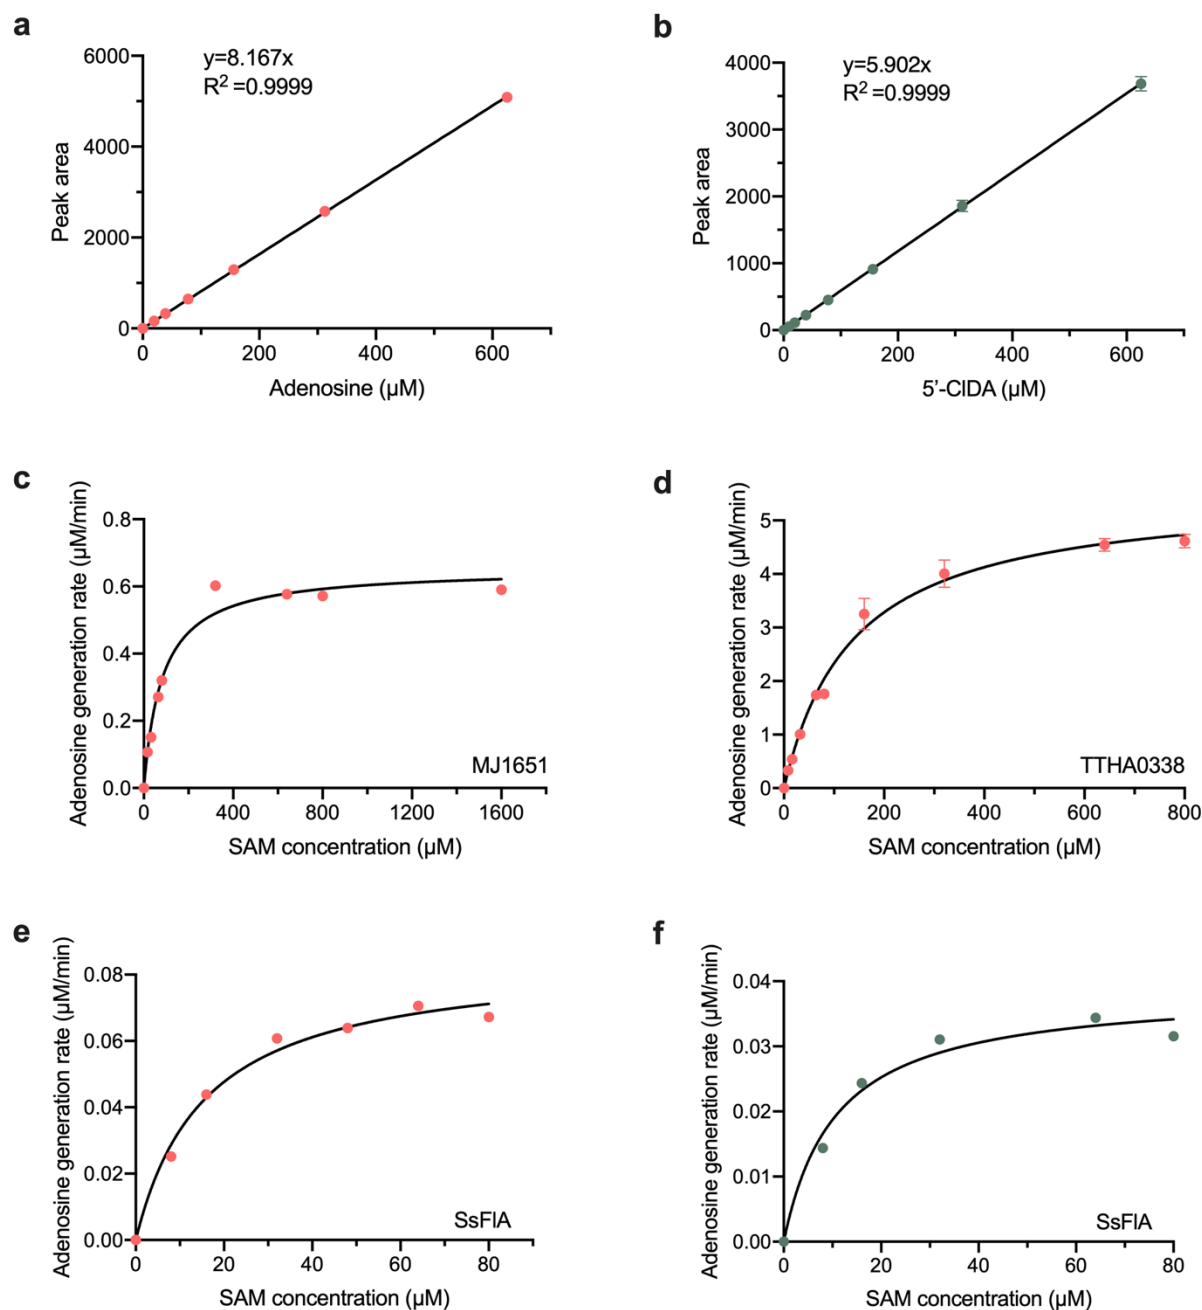 a
y=8.167x
R² =0.9999
6000
4000
2000
0
Peak area
0 200 400 600
Adenosine (µM)
b
y=5.902x
R² =0.9999
4000
3000
2000
1000
0
Peak area
0 200 400 600
5’-ClDA (µM)
c
Adenosine generation rate (µM/min)
0.8
0.6
0.4
0.2
0.0
MJ1651
0 400 800 1200 1600
SAM concentration (µM)
d
Adenosine generation rate (µM/min)
5
4
3
2
1
0
TTHA0338
0 200 400 600 800
SAM concentration (µM)
e
Adenosine generation rate (µM/min)
0.08
0.06
0.04
0.02
0.00
SsFlA
0 20 40 60 80
SAM concentration (µM)
f
Adenosine generation rate (µM/min)
0.04
0.03
0.02
0.01
0.00
SsFlA
0 20 40 60 80
SAM concentration (µM)